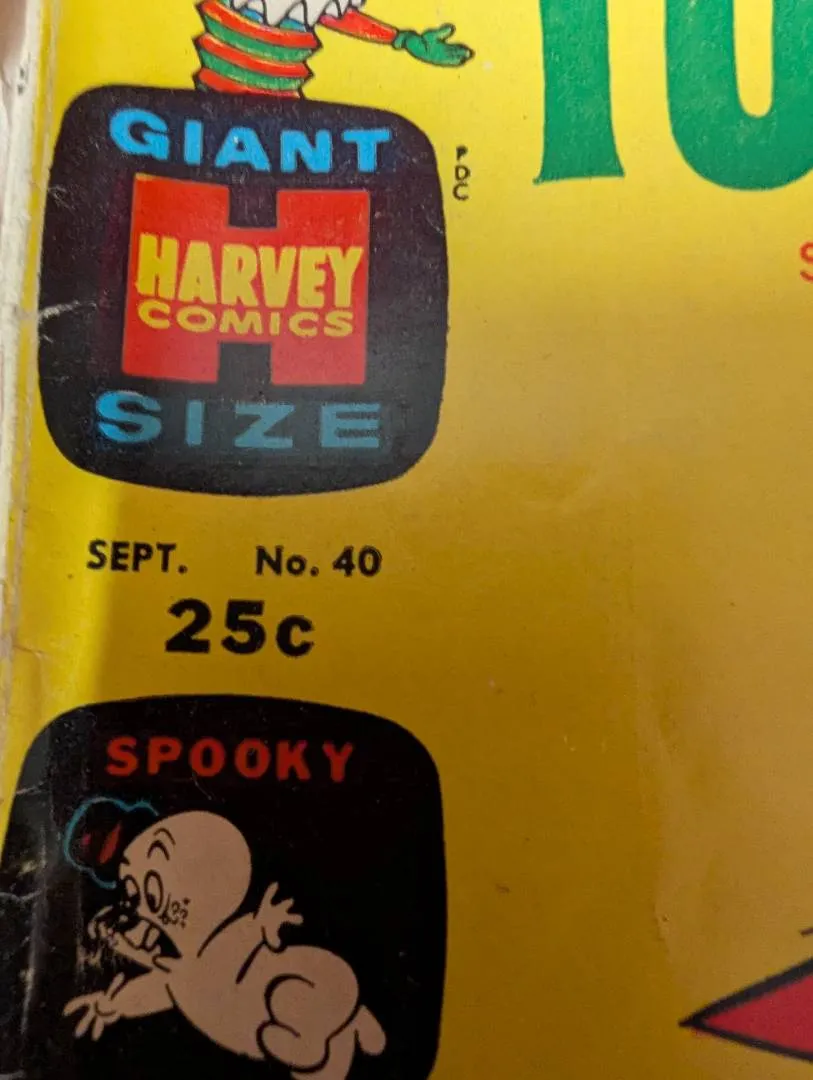 GIANT
PDC
HARVEY
COMICS
SIZE
SEPT. No. 40
25c
SPOOKY